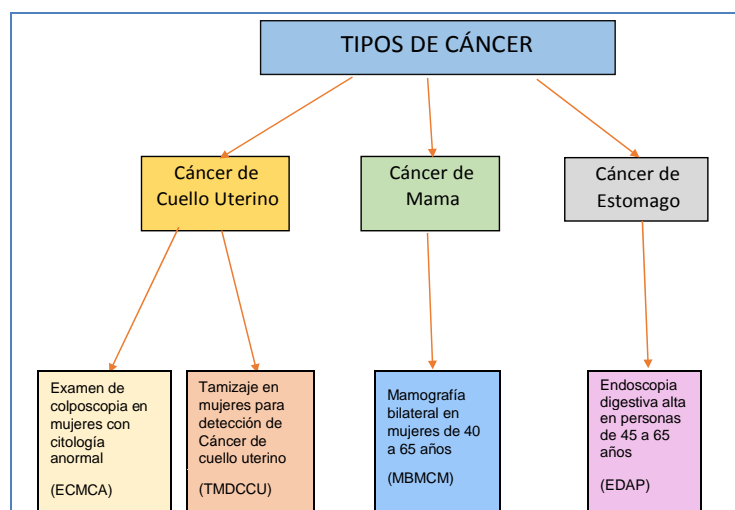 TIPOS DE CÁNCER
Cáncer de
Cuello Uterino
Cáncer de
Mama
Cáncer de
Estomago
Examen de
colposcopia en
mujeres con
citología
anormal
(ECMCA)
Tamizaje en
mujeres para
detección de
Cáncer de
cuello uterino
(TMDCCU)
Mamografía
bilateral en
mujeres de 40
a 65 años
(MBMCM)
Endoscopia
digestiva alta
en personas
de 45 a 65
años
(EDAP)